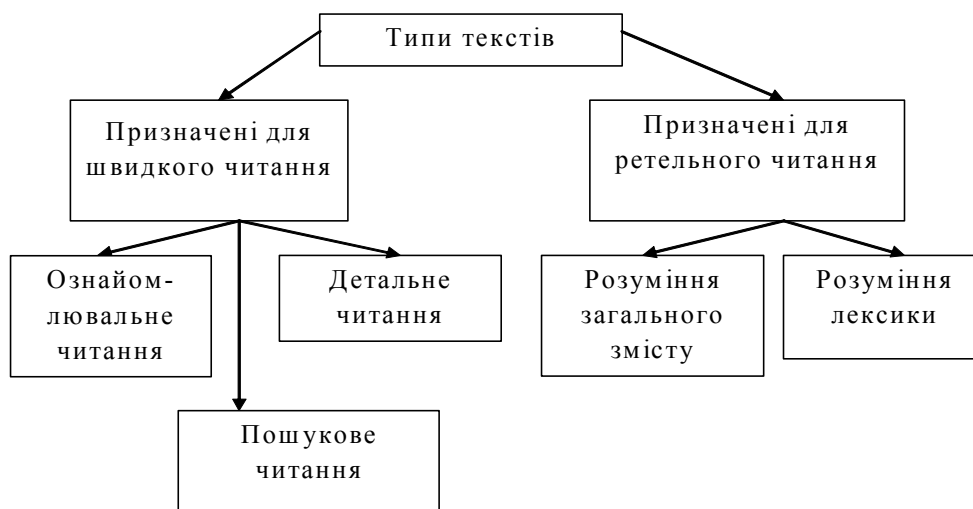 Типи текстів
Призначені для
швидкого читання
Призначені для
ретельного читання
Ознайом-
лювальне
читання
Детальне
читання
Розуміння
загального
змісту
Розуміння
лексики
Пошукове
читання